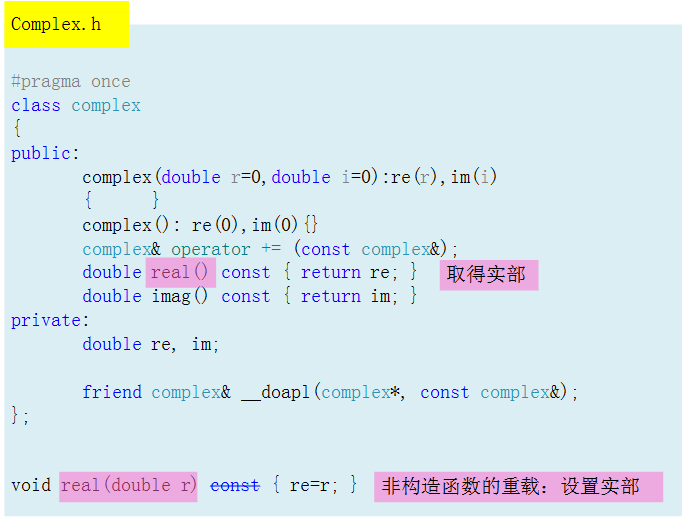 Complex.h
#pragma once
class complex
{
public:
complex(double r=0,double i=0):re(r),im(i)
{ }
complex(): re(0),im(0){}
complex& operator += (const complex&);
double real() const { return re; } 取得实部
double imag() const { return im; }
private:
double re, im;
friend complex& __doapl(complex*, const complex&);
};
void real(double r) const { re=r; } 非构造函数的重载：设置实部